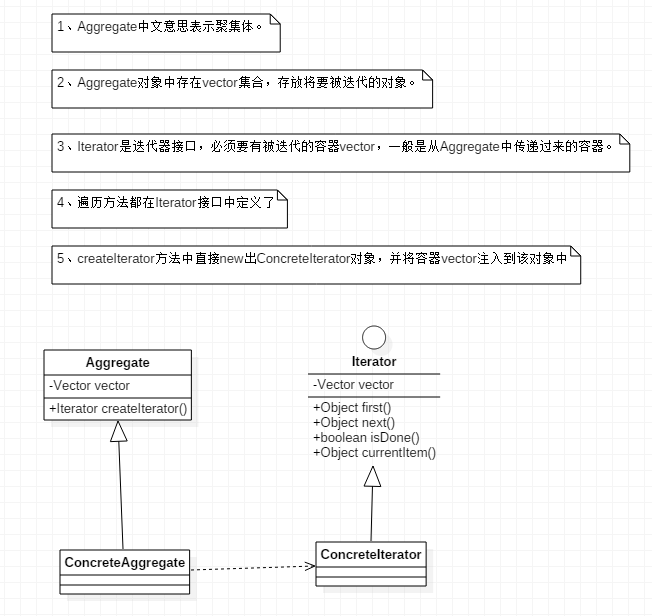 1、Aggregate中文意思表示聚集体。
2、Aggregate对象中存在vector集合，存放将要被迭代的对象。
3、Iterator是迭代器接口，必须要有被迭代的容器vector，一般是从Aggregate中传递过来的容器。
4、遍历方法都在Iterator接口中定义了
5、createIterator方法中直接new出ConcreteIterator对象，并将容器vector注入到该对象中
Aggregate
-Vector vector
+Iterator createIterator()
Iterator
-Vector vector
+Object first()
+Object next()
+boolean isDone()
+Object currentItem()
ConcreteAggregate
ConcreteIterator